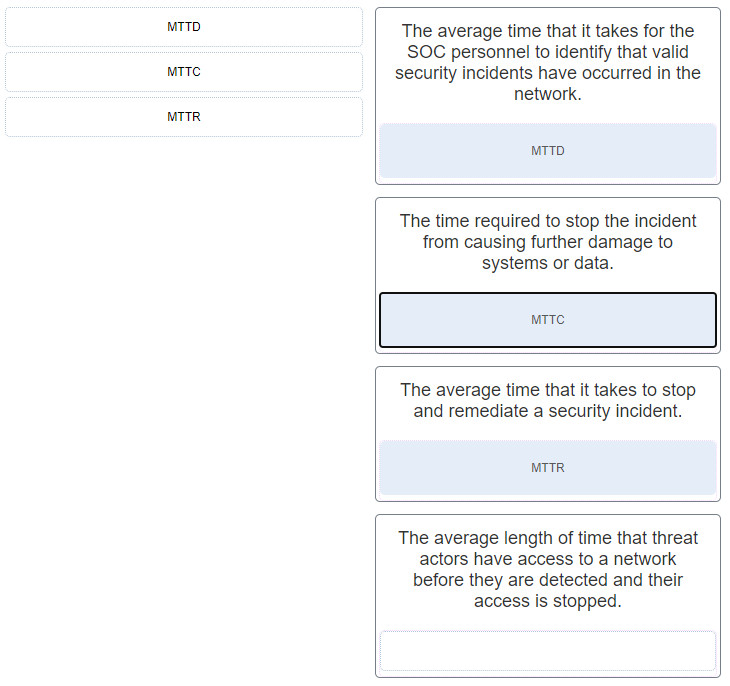 MTTD
MTTC
MTTR
The average time that it takes for the
SOC personnel to identify that valid
security incidents have occurred in the
network.
MTTD
The time required to stop the incident
from causing further damage to
systems or data.
MTTC
The average time that it takes to stop
and remediate a security incident.
MTTR
The average length of time that threat
actors have access to a network
before they are detected and their
access is stopped.